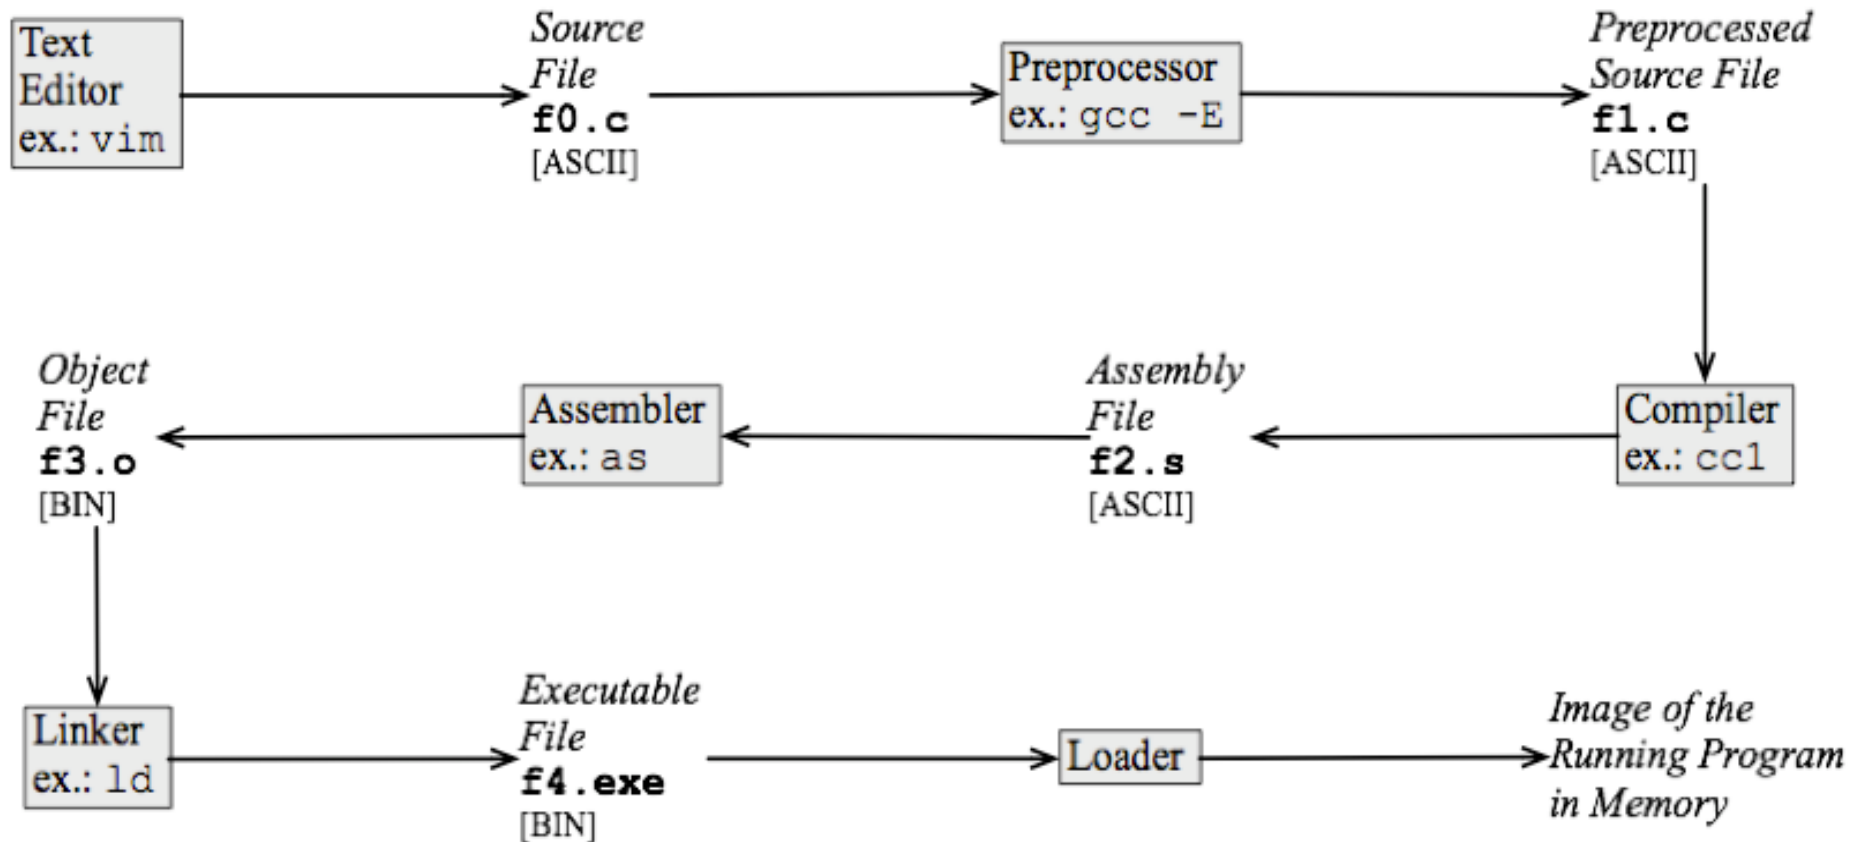 Text
Editor
ex.: vim
Source
File
f0.c
[ASCII]
Preprocessor
ex.: gcc -E
Preprocessed
Source File
f1.c
[ASCII]
Compiler
ex.: cc1
Assembly
File
f2.s
[ASCII]
Assembler
ex.: as
Object
File
f3.o
[BIN]
Linker
ex.: ld
Executable
File
f4.exe
[BIN]
Loader
Image of the
Running Program
in Memory